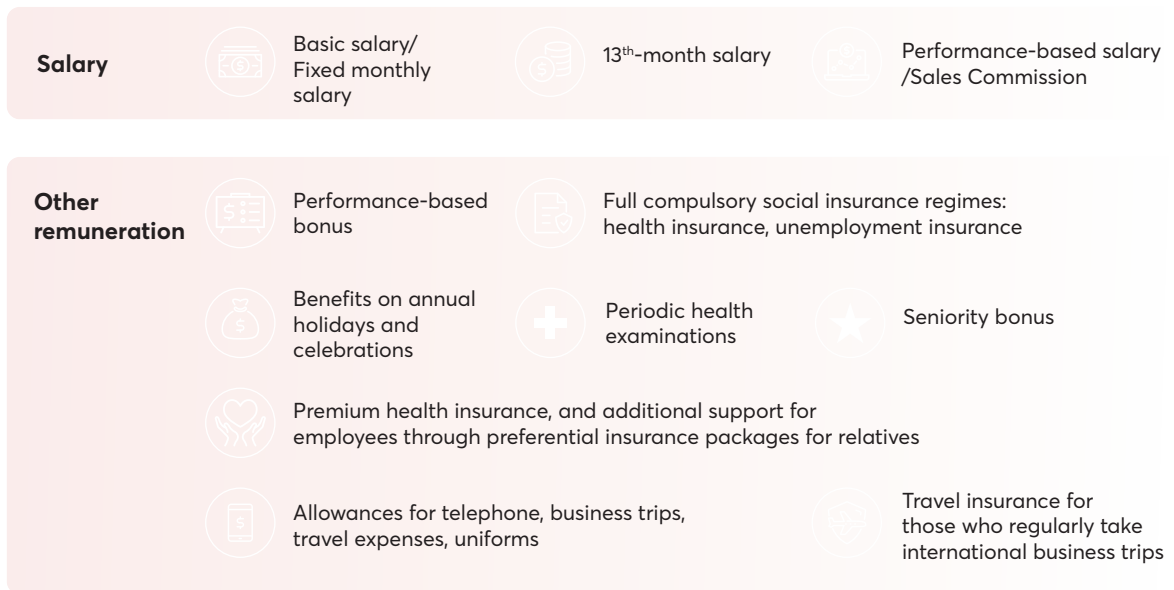 Salary
Basic salary/
Fixed monthly
salary
13th-month salary
Performance-based salary
/Sales Commission
Other
remuneration
Performance-based
bonus
Full compulsory social insurance regimes:
health insurance, unemployment insurance
Benefits on annual
holidays and
celebrations
Periodic health
examinations
Seniority bonus
Premium health insurance, and additional support for
employees through preferential insurance packages for relatives
Allowances for telephone, business trips,
travel expenses, uniforms
Travel insurance for
those who regularly take
international business trips